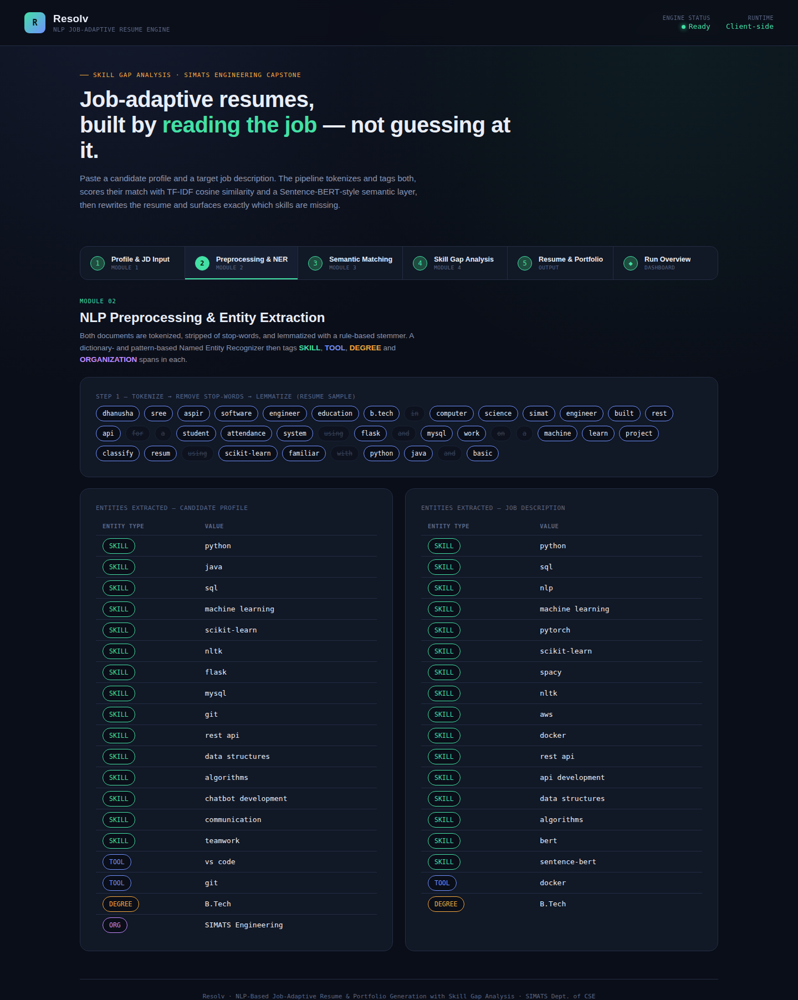 R
Resolv
NLP JOB-ADAPTIVE RESUME ENGINE
ENGINE STATUS
Ready
RUNTIME
Client-side
SKILL GAP ANALYSIS · SIMATS ENGINEERING CAPSTONE
Job-adaptive resumes,
built by reading the job — not guessing at
it.
Paste a candidate profile and a target job description. The pipeline tokenizes and tags both,
scores their match with TF-IDF cosine similarity and a Sentence-BERT-style semantic layer,
then rewrites the resume and surfaces exactly which skills are missing.
1 Profile & JD Input
MODULE 1
2 Preprocessing & NER
MODULE 2
3 Semantic Matching
MODULE 3
4 Skill Gap Analysis
MODULE 4
5 Resume & Portfolio
OUTPUT
◆ Run Overview
DASHBOARD
MODULE 02
NLP Preprocessing & Entity Extraction
Both documents are tokenized, stripped of stop-words, and lemmatized with a rule-based stemmer. A
dictionary- and pattern-based Named Entity Recognizer then tags SKILL, TOOL, DEGREE and
ORGANIZATION spans in each.
STEP 1 — TOKENIZE → REMOVE STOP-WORDS → LEMMATIZE (RESUME SAMPLE)
dhanusha sree aspir software engineer education b.tech in computer science simat engineer built rest
api for a student attendance system using flask and mysql work on a machine learn project
classify resum using scikit-learn familiar with python java and basic
ENTITIES EXTRACTED — CANDIDATE PROFILE
ENTITY TYPE VALUE
SKILL python
SKILL java
SKILL sql
SKILL machine learning
SKILL scikit-learn
SKILL nltk
SKILL flask
SKILL mysql
SKILL git
SKILL rest api
SKILL data structures
SKILL algorithms
SKILL chatbot development
SKILL communication
SKILL teamwork
TOOL vs code
TOOL git
DEGREE B.Tech
ORG SIMATS Engineering
ENTITIES EXTRACTED — JOB DESCRIPTION
ENTITY TYPE VALUE
SKILL python
SKILL sql
SKILL nlp
SKILL machine learning
SKILL pytorch
SKILL scikit-learn
SKILL spacy
SKILL nltk
SKILL aws
SKILL docker
SKILL rest api
SKILL api development
SKILL data structures
SKILL algorithms
SKILL bert
SKILL sentence-bert
TOOL docker
DEGREE B.Tech
Resolv · NLP-Based Job-Adaptive Resume & Portfolio Generation with Skill Gap Analysis · SIMATS Dept. of CSE